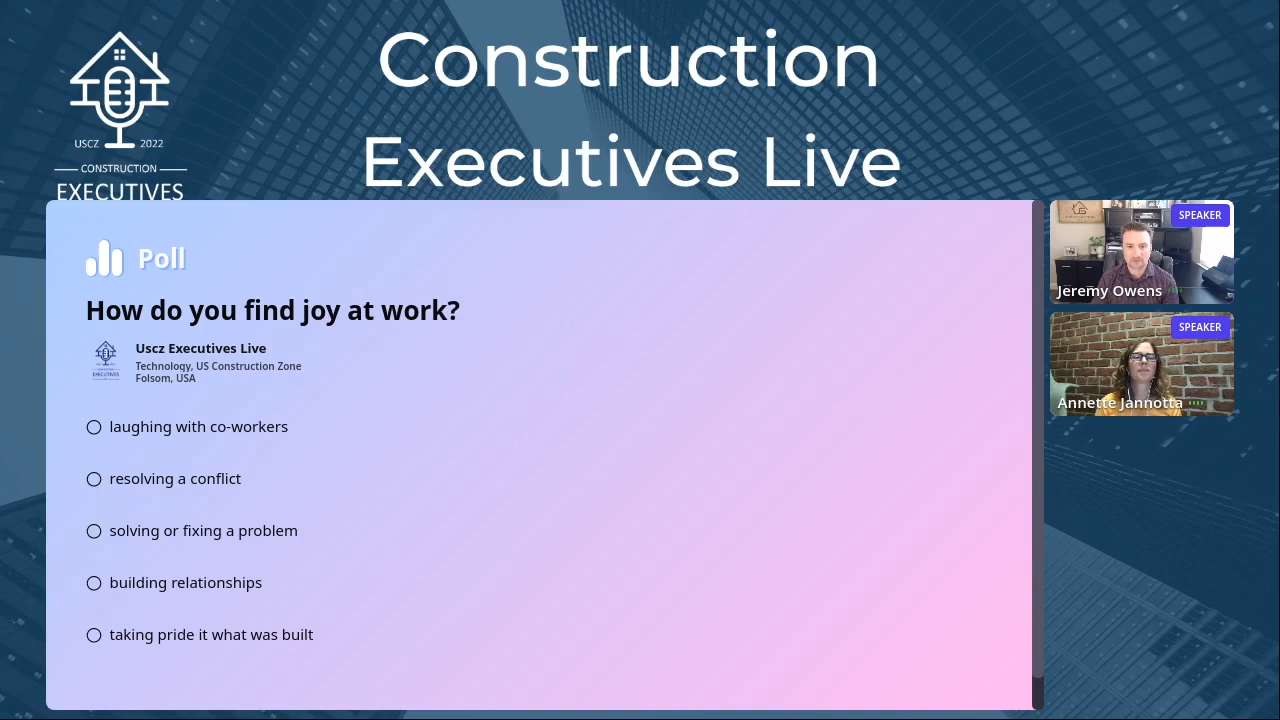 Construction
Executives Live
USCZ 2022
CONSTRUCTION
EXECUTIVES
Poll
How do you find joy at work?
Uscz Executives Live
Technology, US Construction Zone
Folsom, USA
laughing with co-workers
resolving a conflict
solving or fixing a problem
building relationships
taking pride it what was built
SPEAKER
Jeremy Owens
SPEAKER
Annette Jannotta